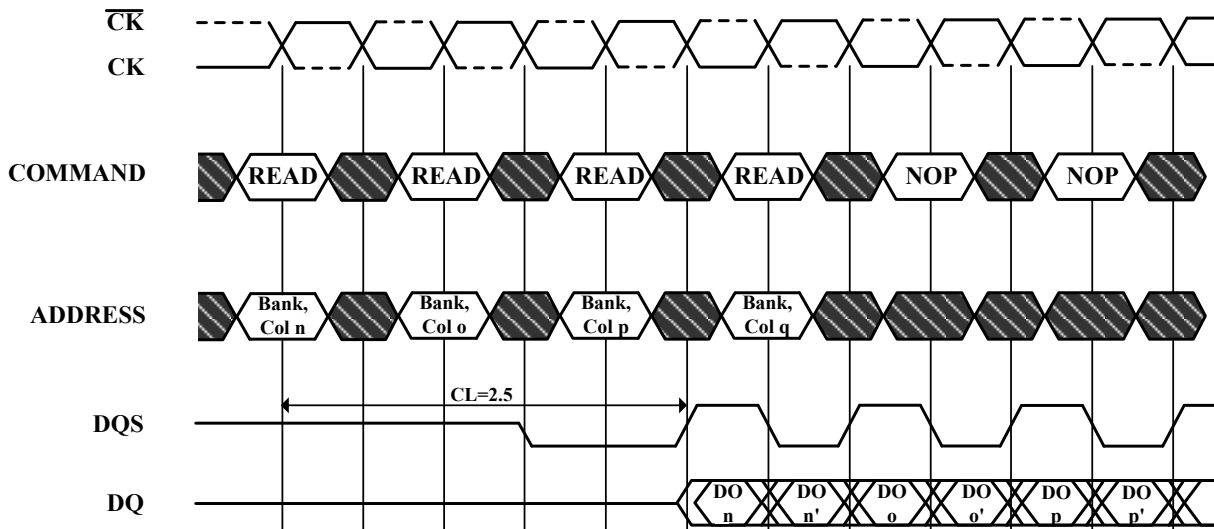 CK
CK
COMMAND READ READ READ READ NOP NOP
ADDRESS Bank, Col n Bank, Col o Bank, Col p Bank, Col q
CL=2.5
DQS
DQ DO n DO n' DO o DO o' DO p DO p'